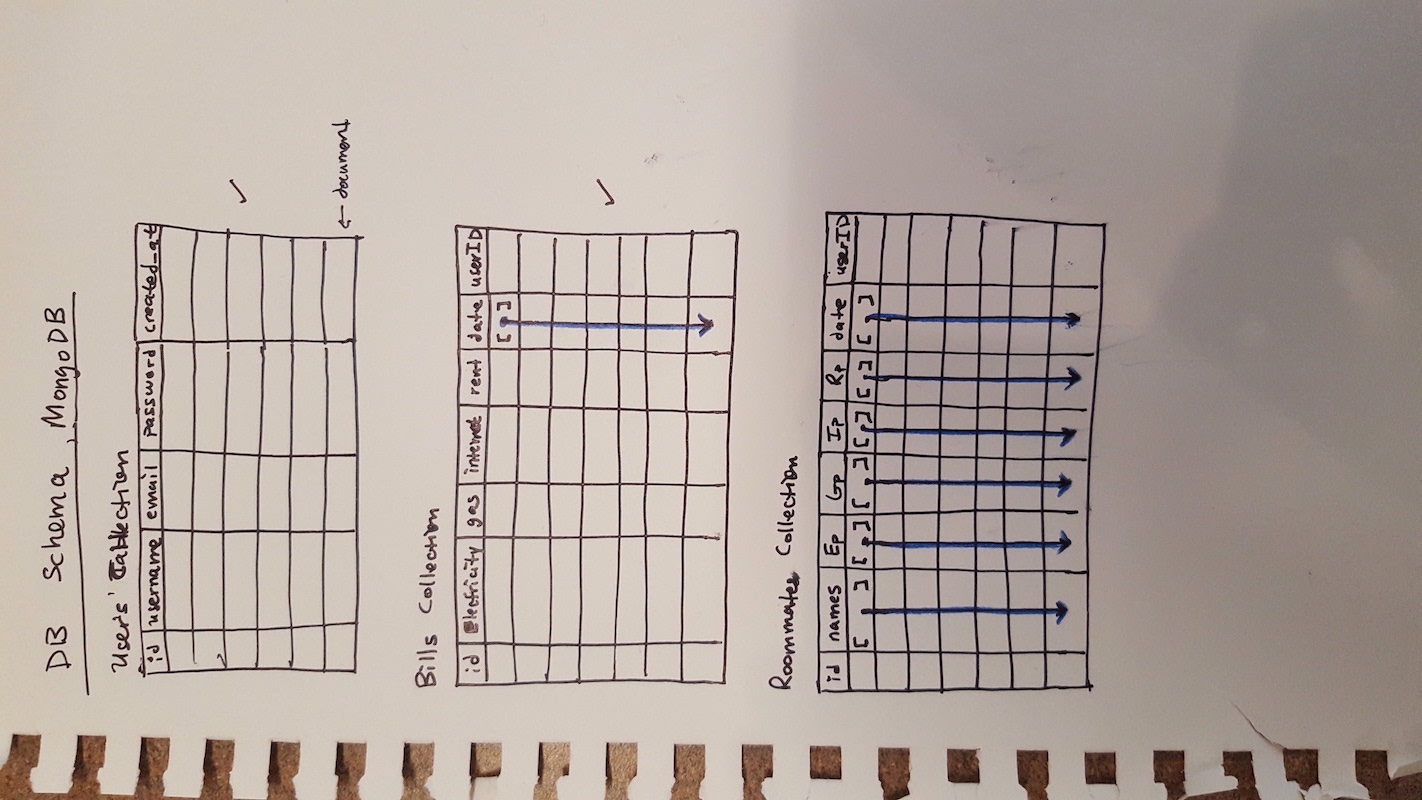 DB Schema, MongoDB
User's Collection
id username email password created_at
← document
Bills Collection
id electricity gas internet rent date userID
[ ]
Roommates Collection
id names Ep Gp Ip Rp date userID
[ ] [ , ] [ , ] [ , ] [ , ] [ , ]